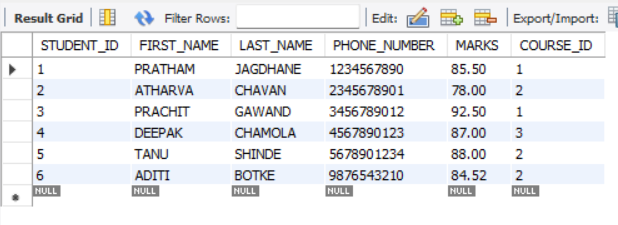 Result Grid Filter Rows: Edit: Export/Import:
STUDENT_ID FIRST_NAME LAST_NAME PHONE_NUMBER MARKS COURSE_ID
1 PRATHAM JAGDHANE 1234567890 85.50 1
2 ATHARVA CHAVAN 2345678901 78.00 2
3 PRACHIT GAWAND 3456789012 92.50 1
4 DEEPAK CHAMOLA 4567890123 87.00 3
5 TANU SHINDE 5678901234 88.00 2
6 ADITI BOTKE 9876543210 84.52 2
NULL NULL NULL NULL NULL NULL